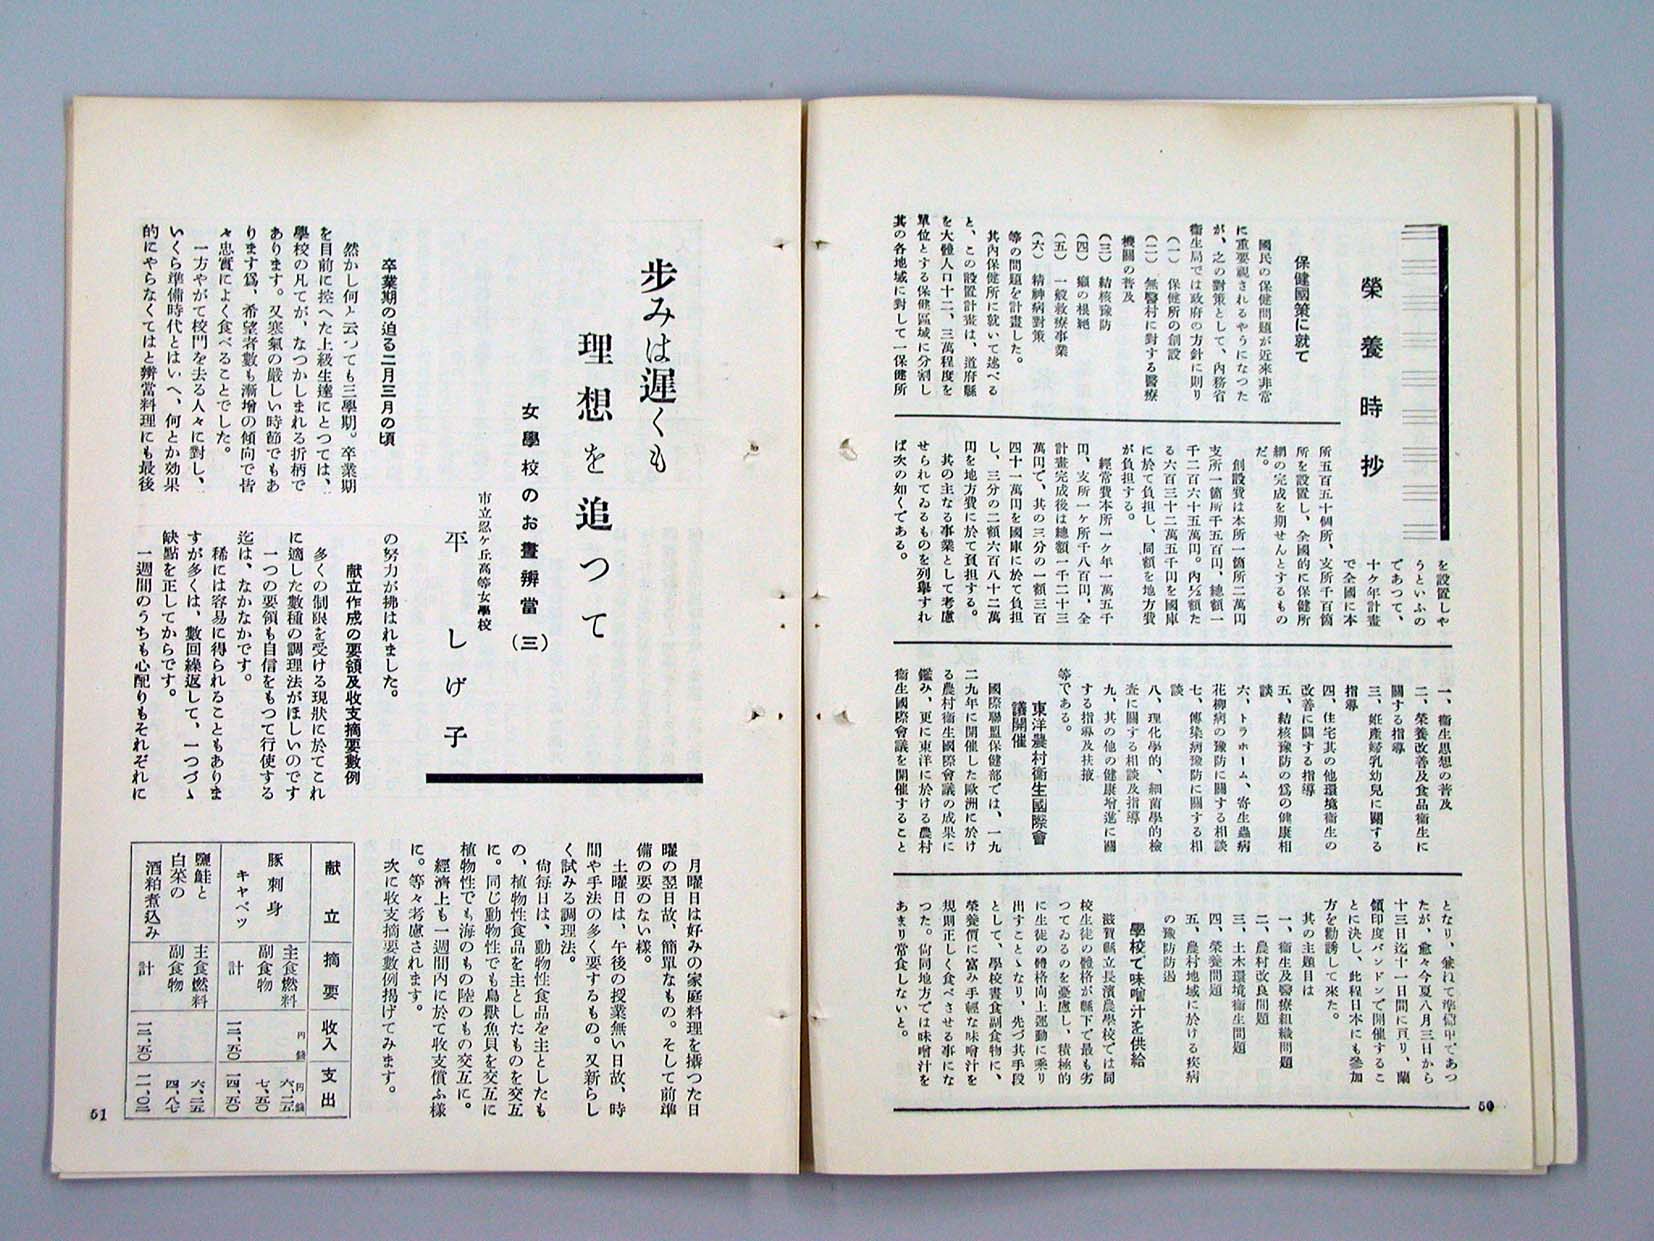 榮養時抄
保健國策に就て
國民の保健問題が近來非常
に重要視されるやうになつた
が、之の對策として、內務省
衞生局では政府の方針に則り
(一) 保健所の創設
(二) 無醫村に對する醫療
機關の普及
(三) 結核豫防
(四) 癩の根絕
(五) 一般救療事業
(六) 精神病對策
等の問題を計畫した。
其內保健所に就いて述べる
と、この設置計畫は、道府縣
を大體人口十二、三萬程度を
單位とする保健區域に分割し
其の各地域に對して一保健所
を設置しや
うといふの
であつて、
十ケ年計畫
で全國に本
所五百五十個所、支所千百箇
所を設置し、全國的に保健所
網の完成を期せんとするもの
だ。
創設費は本所一箇所二萬円
支所一箇所千五百円、總額一
千二百六十五萬円。內½額た
る六百三十二萬五千円を國庫
に於て負担し、同額を地方費
が負担する。
經常費本所一ケ年一萬五千
円、支所一ケ所千八百円、全
計畫完成後は總額一千二十三
萬円で、其の三分の一額三百
四十一萬円を國庫に於て負担
し、三分の二額六百八十二萬
円を地方費に於て負担する。
其の主なる事業として考慮
せられてゐるものを列擧すれ
ば次の如くである。
一、衞生思想の普及
二、榮養改善及食品衞生に
關する指導
三、姙產婦乳幼兒に關する
指導
四、住宅其の他環境衞生の
改善に關する指導
五、結核豫防の爲の健康相
談
六、トラホーム、寄生蟲病
花柳病の豫防に關する相談
七、傳染病豫防に關する相
談
八、理化學的、細菌學的檢
査に關する相談及指導
九、其の他の健康增進に關
する指導及扶掖
等である。
東洋農村衞生國際會
議開催
國際聯盟保健部では、一九
二九年に開催した歐洲に於け
る農村衞生國際會議の成果に
鑑み、更に東洋に於ける農村
衞生國際會議を開催すること
となり、兼ねて準備中であつ
たが、愈々今夏八月三日から
十三日迄十一日間に亘り、蘭
領印度バンドンで開催するこ
とに決し、此程日本にも參加
方を勸誘して來た。
其の主題目は
一、衞生及醫療組織問題
二、農村改良問題
三、土木環境衞生問題
四、榮養問題
五、農村地域に於ける疾病
の豫防防遏
學校で味噌汁を供給
滋賀縣立長濱農學校では同
校生徒の體格が縣下で最も劣
つてゐるのを憂慮し、積極的
に生徒の體格向上運動に乘り
出すことゝなり、先づ其手段
として、學校晝食副食物に、
榮養價に富み手輕な味噌汁を
規則正しく食べさせる事にな
つた。尙同地方では味噌汁を
あまり常食しないと。
50
歩みは遲くも
理想を追つて
女學校のお晝辨當(三)
市立忍ケ丘高等女學校
平しげ子
卒業期の迫る二月三月の頃
然かし何と云つても三學期。卒業期
を目前に控へた上級生達にとつては、
學校の凡てが、なつかしまれる折柄で
あります。又寒氣の嚴しい時節でもあ
ります爲、希望者數も漸增の傾向で皆
々忠實によく食べることでした。
一方やがて校門を去る人々に對し、
いくら準備時代とはいへ、何とか効果
的にやらなくてはと辨當料理にも最後
の努力が拂はれました。
献立作成の要領及收支摘要數例
多くの制限を受ける現狀に於てこれ
に適した數種の調理法がほしいのです
一つの要領も自信をもつて行使する
迄は、なかなかです。
稀には容易に得られることもありま
すが多くは、數回繰返して、一つづゝ
缺點を正してからです。
一週間のうちも心配りもそれぞれに
月曜日は好みの家庭料理を攝つた日
曜の翌日故、簡單なもの。そして前準
備の要のない樣。
土曜日は、午後の授業無い日故、時
間や手法の多く要するもの。又新らし
く試みる調理法。
尙每日は、動物性食品を主としたも
の、植物性食品を主としたものを交互
に。同じ動物性でも鳥獸魚貝を交互に
植物性でも海のもの陸のもの交互に。
經濟上も一週間內に於て收支償ふ樣
に。等々考慮されます。
次に收支摘要數例揭げてみます。
献立 摘要 收入 支出
豚刺身 キャベツ
主食燃料 円錢 円錢 六、二五
副食物 七、五〇
計 一三、五〇 一四、五〇
鹽鮭と白菜の酒粕煮込み
主食燃料 六、二五
副食物 四、八七
計 一三、五〇 一一、〇二
51